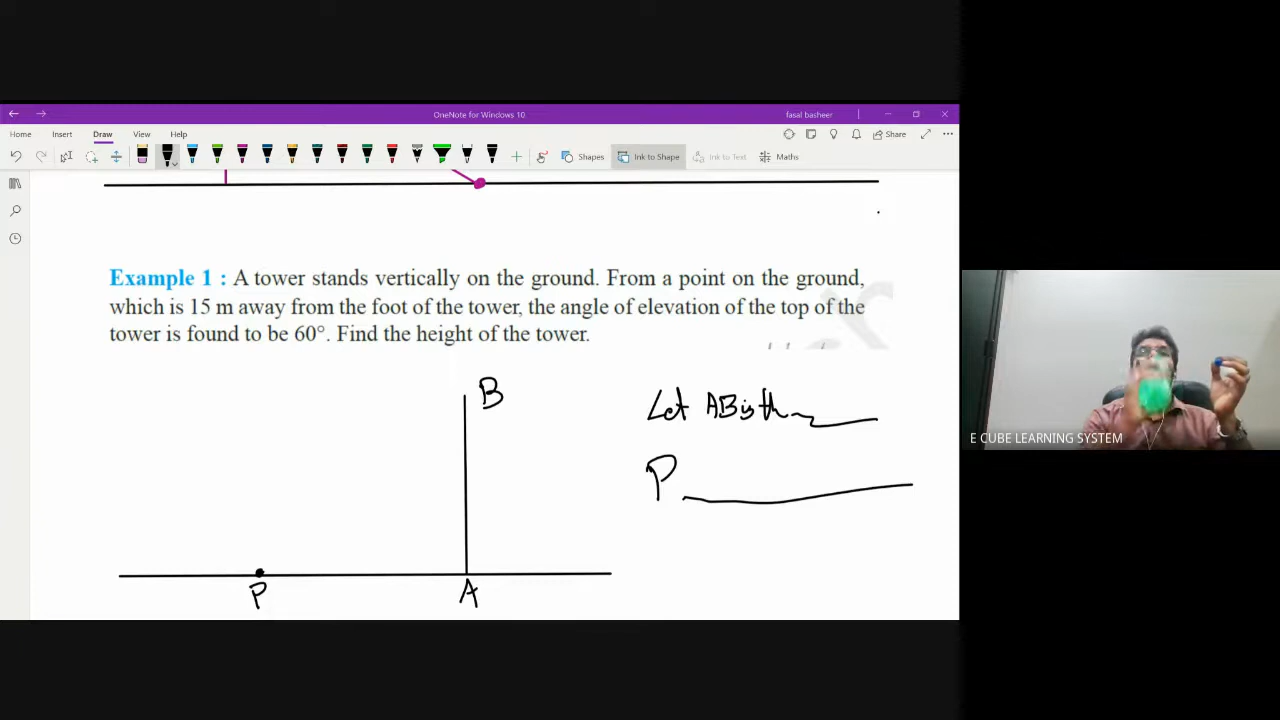 OneNote for Windows 10
fasal basheer
Home Insert Draw View Help
Share
Shapes Ink to Shape Ink to Text Maths
Example 1 : A tower stands vertically on the ground. From a point on the ground,
which is 15 m away from the foot of the tower, the angle of elevation of the top of the
tower is found to be 60°. Find the height of the tower.
B
Let AB is th
P
P
A
E CUBE LEARNING SYSTEM